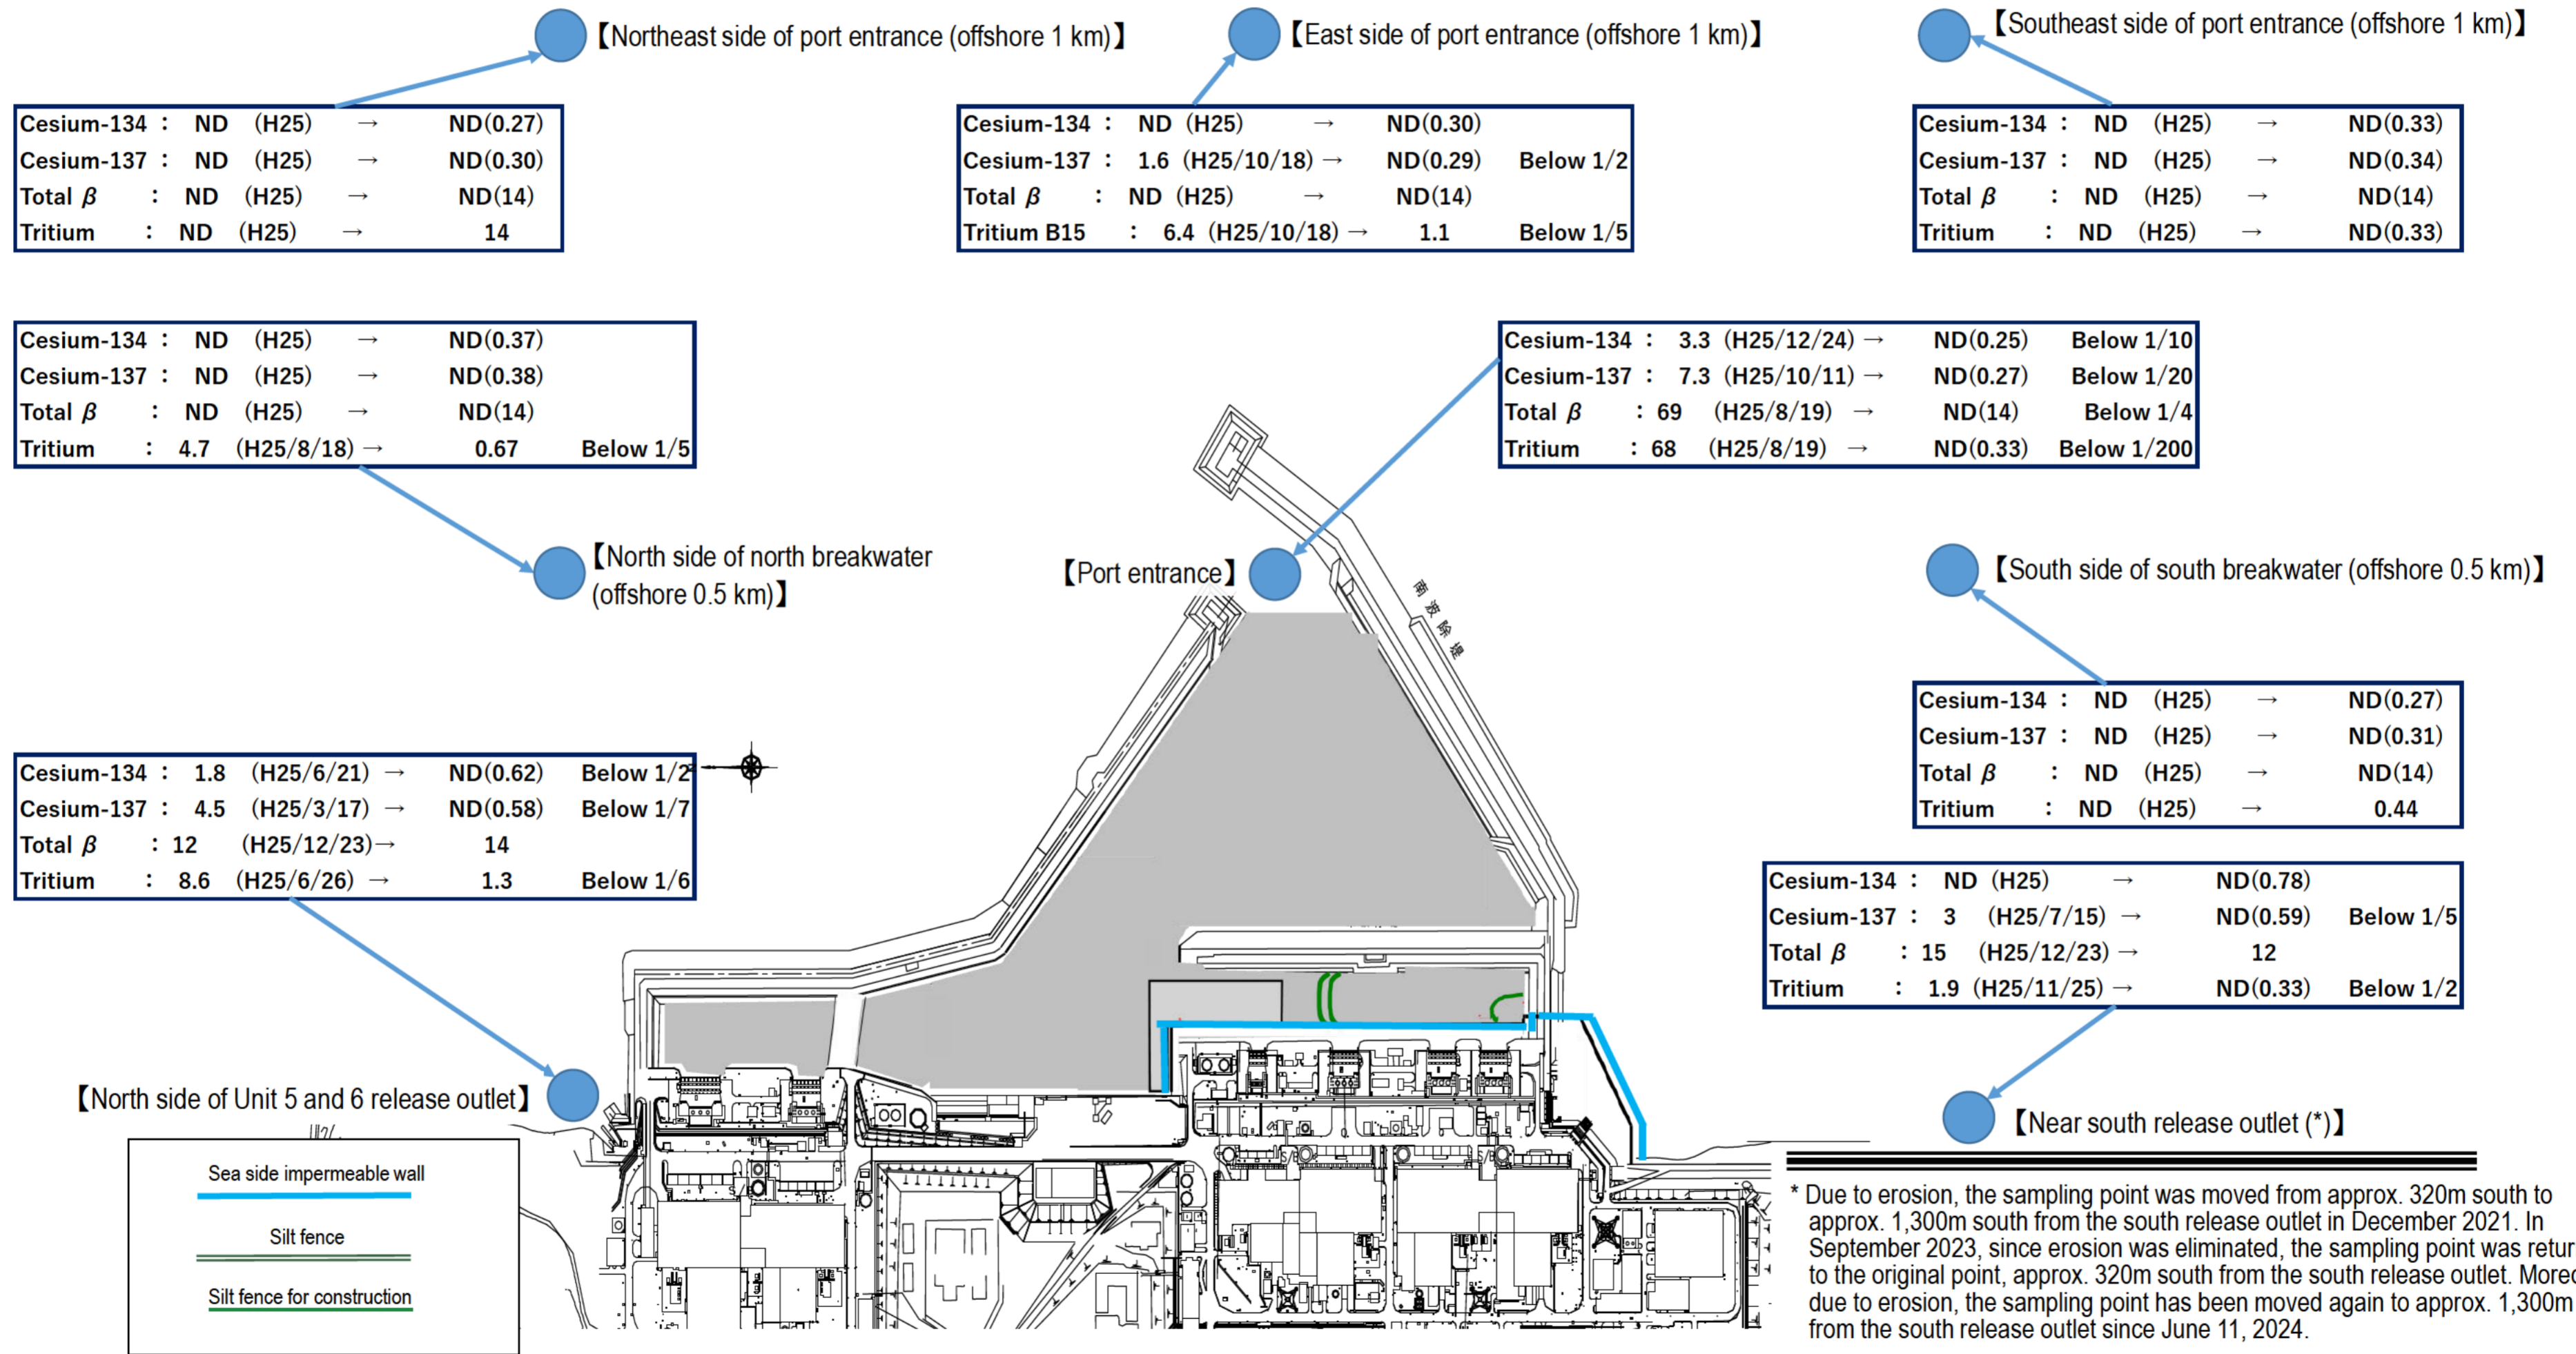 【Northeast side of port entrance (offshore 1 km)】
【East side of port entrance (offshore 1 km)】
【Southeast side of port entrance (offshore 1 km)】
Cesium-134 : ND (H25) → ND(0.27)
Cesium-137 : ND (H25) → ND(0.30)
Total β : ND (H25) → ND(14)
Tritium : ND (H25) → 14
Cesium-134 : ND (H25) → ND(0.30)
Cesium-137 : 1.6 (H25/10/18) → ND(0.29) Below 1/2
Total β : ND (H25) → ND(14)
Tritium B15 : 6.4 (H25/10/18) → 1.1 Below 1/5
Cesium-134 : ND (H25) → ND(0.33)
Cesium-137 : ND (H25) → ND(0.34)
Total β : ND (H25) → ND(14)
Tritium : ND (H25) → ND(0.33)
Cesium-134 : ND (H25) → ND(0.37)
Cesium-137 : ND (H25) → ND(0.38)
Total β : ND (H25) → ND(14)
Tritium : 4.7 (H25/8/18) → 0.67 Below 1/5
Cesium-134 : 3.3 (H25/12/24) → ND(0.25) Below 1/10
Cesium-137 : 7.3 (H25/10/11) → ND(0.27) Below 1/20
Total β : 69 (H25/8/19) → ND(14) Below 1/4
Tritium : 68 (H25/8/19) → ND(0.33) Below 1/200
【North side of north breakwater
(offshore 0.5 km)】
【Port entrance】
南波除堤
【South side of south breakwater (offshore 0.5 km)】
Cesium-134 : ND (H25) → ND(0.27)
Cesium-137 : ND (H25) → ND(0.31)
Total β : ND (H25) → ND(14)
Tritium : ND (H25) → 0.44
Cesium-134 : 1.8 (H25/6/21) → ND(0.62) Below 1/2
Cesium-137 : 4.5 (H25/3/17) → ND(0.58) Below 1/7
Total β : 12 (H25/12/23)→ 14
Tritium : 8.6 (H25/6/26) → 1.3 Below 1/6
Cesium-134 : ND (H25) → ND(0.78)
Cesium-137 : 3 (H25/7/15) → ND(0.59) Below 1/5
Total β : 15 (H25/12/23) → 12
Tritium : 1.9 (H25/11/25) → ND(0.33) Below 1/2
【North side of Unit 5 and 6 release outlet】
【Near south release outlet (*)】
Sea side impermeable wall
Silt fence
Silt fence for construction
S/B
S/B
* Due to erosion, the sampling point was moved from approx. 320m south to
approx. 1,300m south from the south release outlet in December 2021. In
September 2023, since erosion was eliminated, the sampling point was retur
to the original point, approx. 320m south from the south release outlet. Moreo
due to erosion, the sampling point has been moved again to approx. 1,300m
from the south release outlet since June 11, 2024.